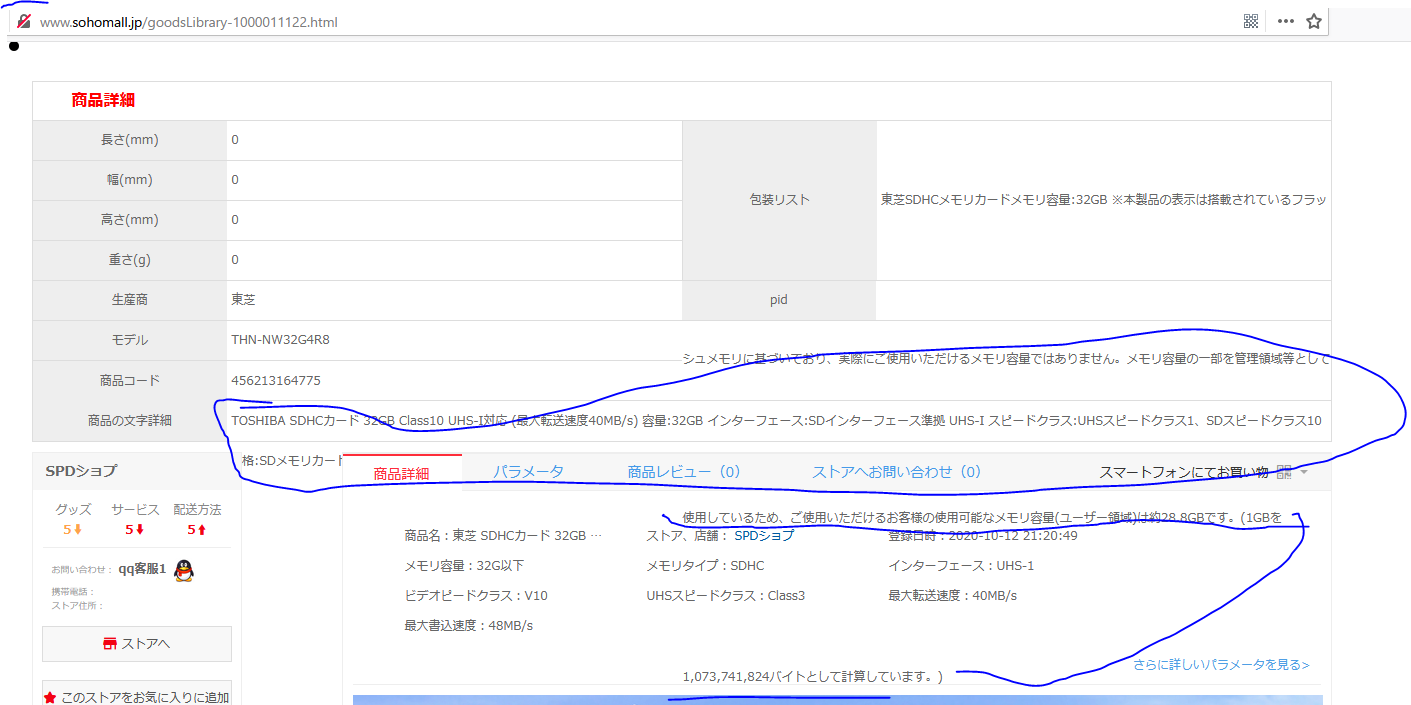 www.sohomall.jp/goodsLibrary-1000011122.html
商品詳細
長さ(mm) 0
幅(mm) 0
高さ(mm) 0
重さ(g) 0
包装リスト 東芝SDHCメモリカードメモリ容量:32GB ※本製品の表示は搭載されているフラッ
生産商 東芝
pid
モデル THN-NW32G4R8
シュメモリに基づいており、実際にご使用いただけるメモリ容量ではありません。メモリ容量の一部を管理領域等として
商品コード 456213164775
商品の文字詳細 TOSHIBA SDHCカード 32GB Class10 UHS-I対応 (最大転送速度40MB/s) 容量:32GB インターフェース:SDインターフェース準拠 UHS-I スピードクラス:UHSスピードクラス1、SDスピードクラス10
格:SDメモリカード
SPDショップ
グッズ サービス 配送方法
5 5 5
お問い合わせ： qq客服1
携帯電話：
ストア住所：
ストアへ
このストアをお気に入りに追加
商品詳細 パラメータ 商品レビュー（0） ストアへお問い合わせ（0） スマートフォンにてお買い物
使用しているため、ご使用いただけるお客様の使用可能なメモリ容量(ユーザー領域)は約28.8GBです。(1GBを
商品名：東芝 SDHCカード 32GB … ストア、店舗： SPDショップ 登録日時：2020-10-12 21:20:49
メモリ容量：32G以下 メモリタイプ：SDHC インターフェース：UHS-1
ビデオピードクラス：V10 UHSスピードクラス：Class3 最大転送速度：40MB/s
最大書込速度：48MB/s
さらに詳しいパラメータを見る>
1,073,741,824バイトとして計算しています。)